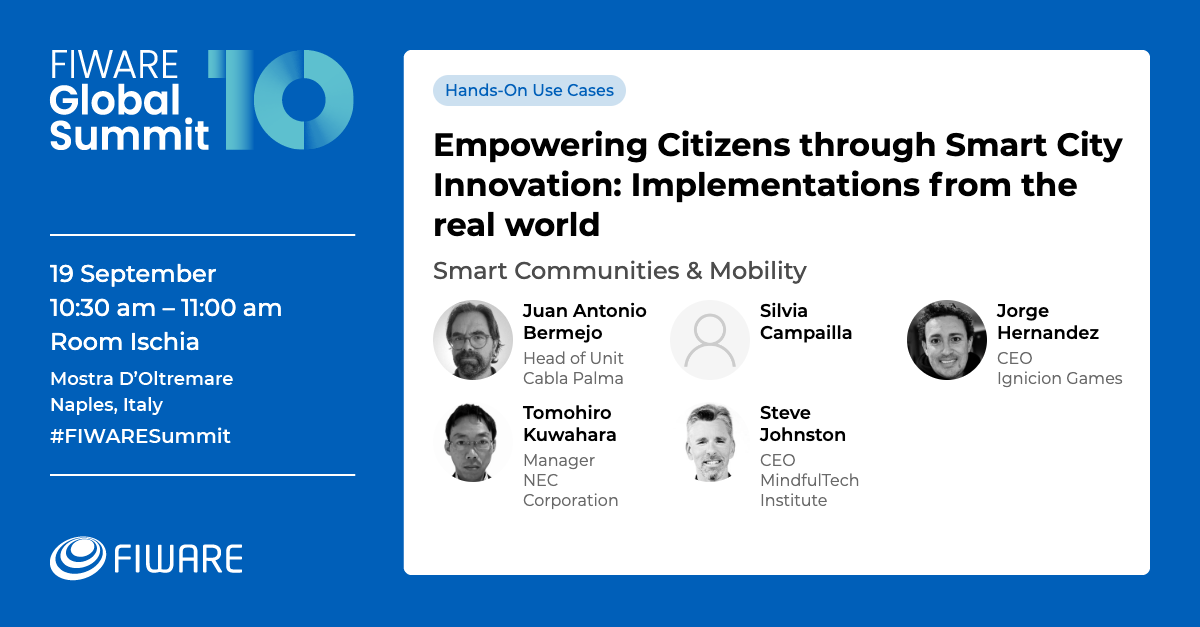 FIWARE
Global
Summit
10
19 September
10:30 am – 11:00 am
Room Ischia
Mostra D’Oltremare
Naples, Italy
#FIWARESummit
FIWARE
Hands-On Use Cases
Empowering Citizens through Smart City
Innovation: Implementations from the
real world
Smart Communities & Mobility
Juan Antonio
Bermejo
Head of Unit
Cabla Palma
Silvia
Campailla
Jorge
Hernandez
CEO
Ignicion Games
Tomohiro
Kuwahara
Manager
NEC
Corporation
Steve
Johnston
CEO
MindfulTech
Institute